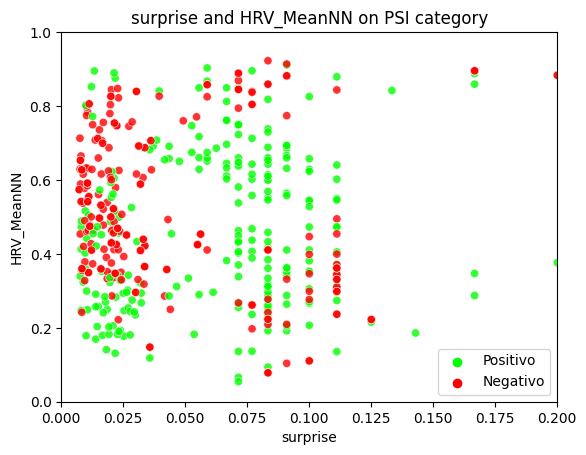 surprise and HRV_MeanNN on PSI category
1.0
0.8
0.6
0.4
0.2
0.0
HRV_MeanNN
Positivo
Negativo
0.000 0.025 0.050 0.075 0.100 0.125 0.150 0.175 0.200
surprise